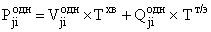 P_{ji}^{одн} = V_{ji}^{одн} × T^{хв} + Q_{ji}^{одн} × T^{т/э}